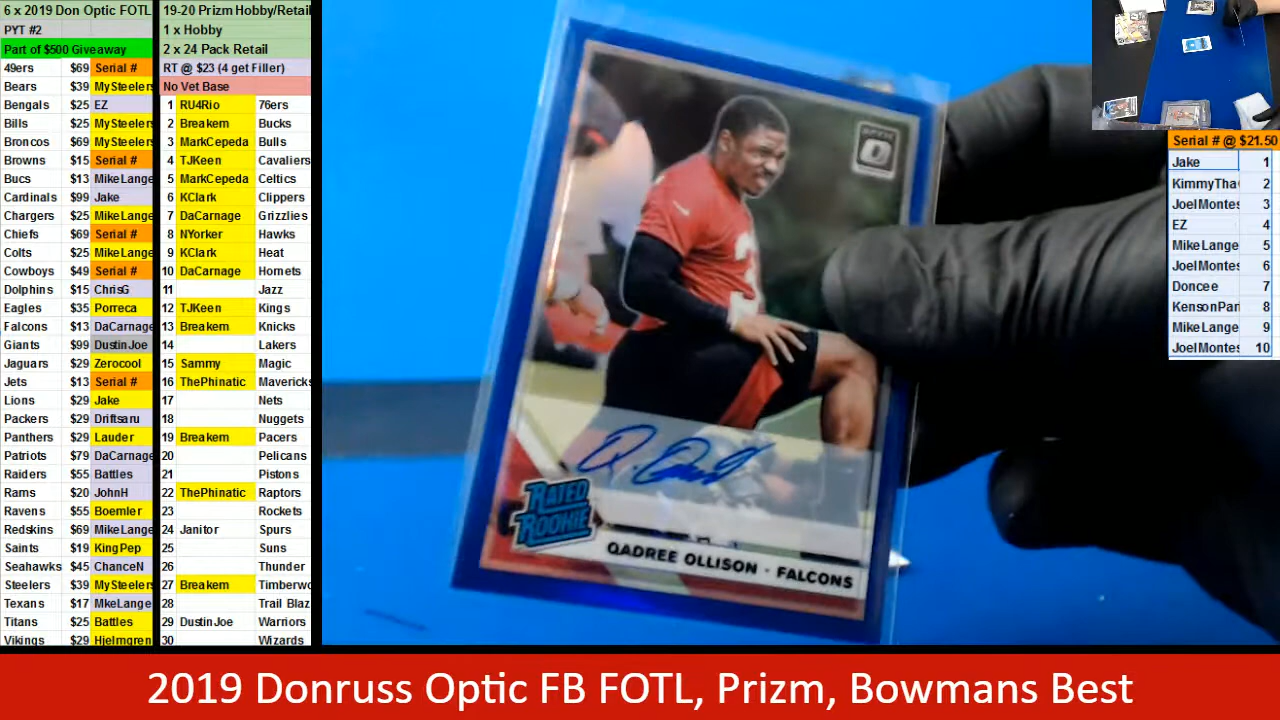 6 x 2019 Don Optic FOTL
PYT #2
Part of $500 Giveaway
49ers $69 Serial #
Bears $39 MySteelers
Bengals $25 EZ
Bills $25 MySteelers
Broncos $69 MySteelers
Browns $15 Serial #
Bucs $13 MikeLange
Cardinals $99 Jake
Chargers $25 MikeLange
Chiefs $69 Serial #
Colts $25 MikeLange
Cowboys $49 Serial #
Dolphins $15 ChrisG
Eagles $35 Porreca
Falcons $13 DaCarnage
Giants $99 DustinJoe
Jaguars $29 Zerocool
Jets $13 Serial #
Lions $29 Jake
Packers $29 Driftsaru
Panthers $29 Lauder
Patriots $79 DaCarnage
Raiders $55 Battles
Rams $20 JohnH
Ravens $55 Boemler
Redskins $69 MikeLange
Saints $19 KingPep
Seahawks $45 ChanceN
Steelers $39 MySteelers
Texans $17 MkeLange
Titans $25 Battles
Vikings $29 Hjelmgren
19-20 Prizm Hobby/Retail
1 x Hobby
2 x 24 Pack Retail
RT @ $23 (4 get Filler)
No Vet Base
1 RU4Rio 76ers
2 Breakem Bucks
3 MarkCepeda Bulls
4 TJKeen Cavaliers
5 MarkCepeda Celtics
6 KClark Clippers
7 DaCarnage Grizzlies
8 NYorker Hawks
9 KClark Heat
10 DaCarnage Hornets
11 Jazz
12 TJKeen Kings
13 Breakem Knicks
14 Lakers
15 Sammy Magic
16 ThePhinatic Mavericks
17 Nets
18 Nuggets
19 Breakem Pacers
20 Pelicans
21 Pistons
22 ThePhinatic Raptors
23 Rockets
24 Janitor Spurs
25 Suns
26 Thunder
27 Breakem Timberwo
28 Trail Blaz
29 DustinJoe Warriors
30 Wizards
OPTIC
RATED
ROOKIE
QADREE OLLISON · FALCONS
Serial # @ $21.50
Jake 1
KimmyTha 2
JoelMontes 3
EZ 4
MikeLange 5
JoelMontes 6
Doncee 7
KensonPari 8
MikeLange 9
JoelMontes 10
2019 Donruss Optic FB FOTL, Prizm, Bowmans Best